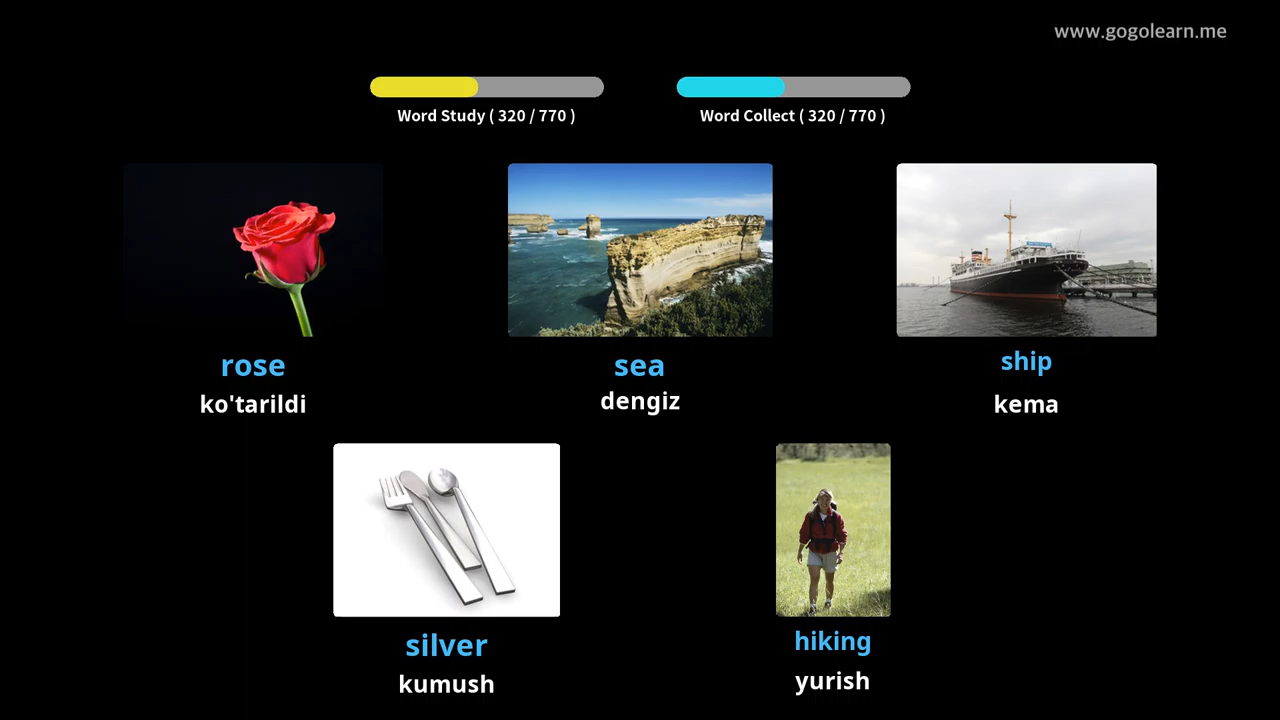 www.gogolearn.me
Word Study ( 320 / 770 )
Word Collect ( 320 / 770 )
rose
ko'tarildi
sea
dengiz
ship
kema
silver
kumush
hiking
yurish